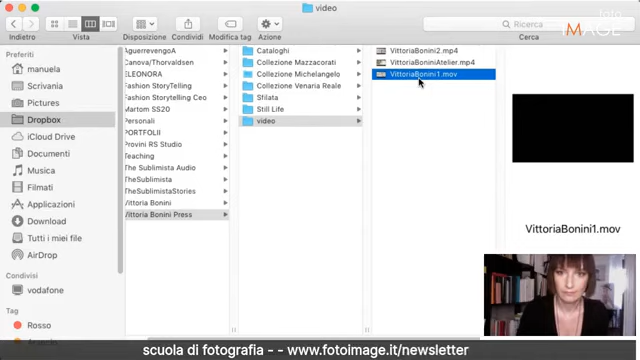 video
foto
iMAGE
Indietro
Vista
Disposizione
Condividi
Modifica tag
Azione
Ricerca
Cerca
Preferiti
manuela
Scrivania
Pictures
Dropbox
iCloud Drive
Documenti
Musica
Filmati
Applicazioni
Download
Tutti i miei file
AirDrop
Condivisi
vodafone
Tag
Rosso
Arancio
AguerrevengoA
Canova/Thorvaldsen
ELEONORA
Fashion StoryTelling
Fashion Storytelling Ceo
Martom SS20
Personali
PORTFOLII
Provini RS Studio
Teaching
The Sublimista Audio
TheSublimista
TheSublimistaStories
Vittoria Bonini
Vittoria Bonini Press
Cataloghi
Collezione Mazzacorati
Collezione Michelangelo
Collezione Venaria Reale
Sfilata
Still Life
video
VittoriaBonini2.mp4
VittoriaBoniniAtelier.mp4
VittoriaBonini1.mov
VittoriaBonini1.mov
scuola di fotografia - - www.fotoimage.it/newsletter